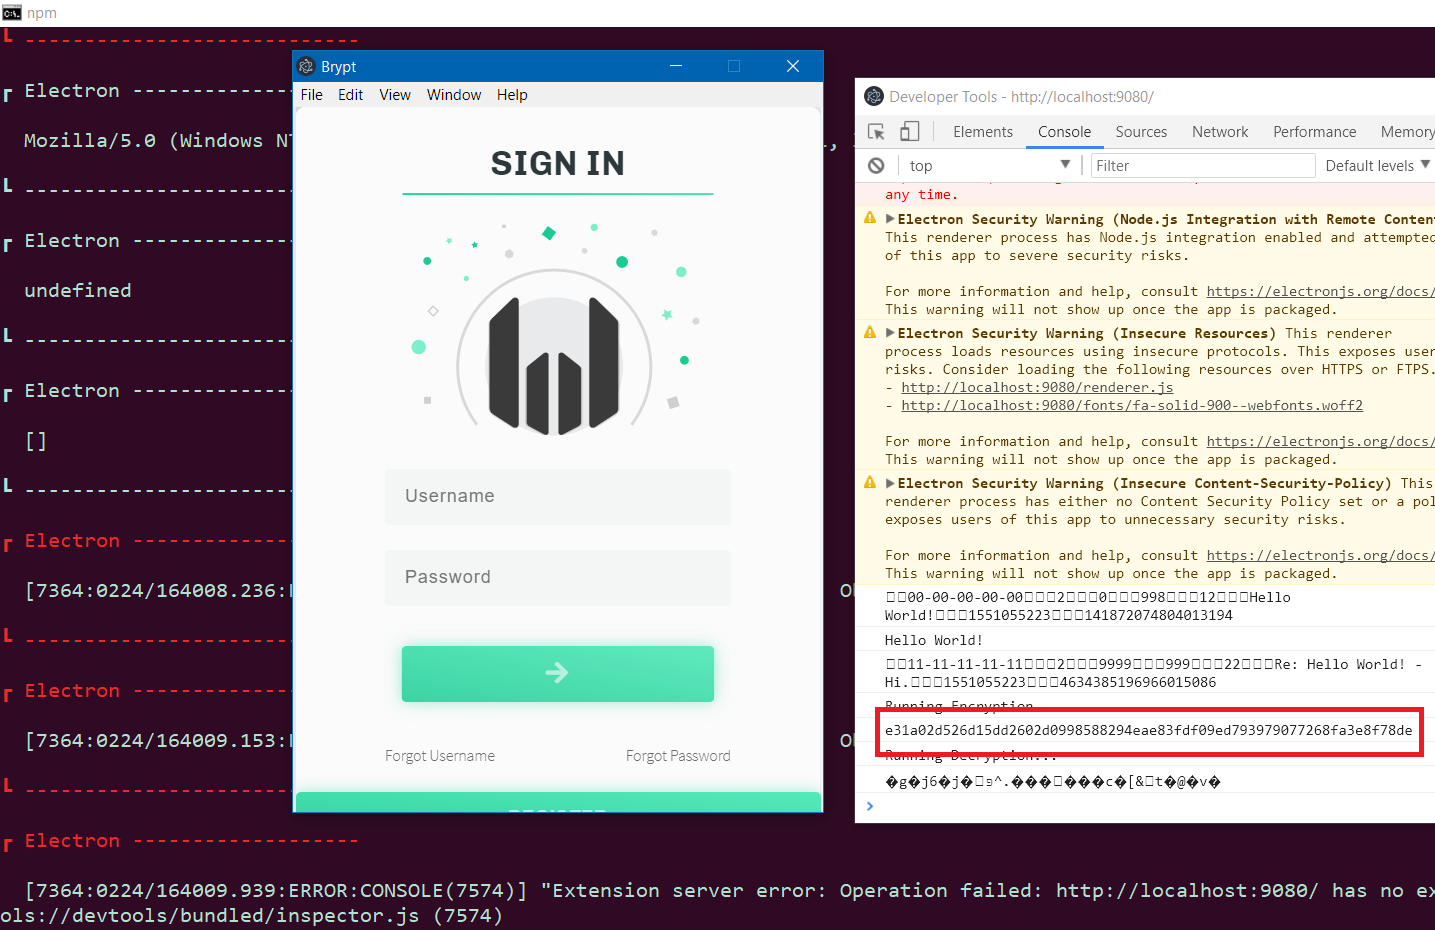 npm
Electron
Mozilla/5.0 (Windows
Electron
undefined
Electron
[]
Electron
[7364:0224/164008.236:
Electron
[7364:0224/164009.153:
Electron
[7364:0224/164009.939:ERROR:CONSOLE(7574)] "Extension server error: Operation failed: http://localhost:9080/ has no ex
ols://devtools/bundled/inspector.js (7574)
Brypt
File Edit View Window Help
SIGN IN
Username
Password
Forgot Username Forgot Password
REGISTER
Developer Tools - http://localhost:9080/
Elements Console Sources Network Performance Memory
top Filter Default levels
any time.
Electron Security Warning (Node.js Integration with Remote Conten
This renderer process has Node.js integration enabled and attempted
of this app to severe security risks.
For more information and help, consult https://electronjs.org/docs/
This warning will not show up once the app is packaged.
Electron Security Warning (Insecure Resources) This renderer
process loads resources using insecure protocols. This exposes user
risks. Consider loading the following resources over HTTPS or FTPS.
- http://localhost:9080/renderer.js
- http://localhost:9080/fonts/fa-solid-900--webfonts.woff2
For more information and help, consult https://electronjs.org/docs/
This warning will not show up once the app is packaged.
Electron Security Warning (Insecure Content-Security-Policy) This
renderer process has either no Content Security Policy set or a pol
exposes users of this app to unnecessary security risks.
For more information and help, consult https://electronjs.org/docs/
This warning will not show up once the app is packaged.
□□00-00-00-00-00□□□2□□□0□□□998□□□12□□□Hello
World!□□□1551055223□□□141872074804013194
Hello World!
□□11-11-11-11-11□□□2□□□9999□□□999□□□22□□□Re: Hello World! -
Hi.□□□1551055223□□□4634385196966015086
Running Encryption
e31a02d526d15dd2602d0998588294eae83fdf09ed793979077268fa3e8f78de
Running Decryption...
�g�j6�j�□פ^.���□���c�[&□t�@�v�